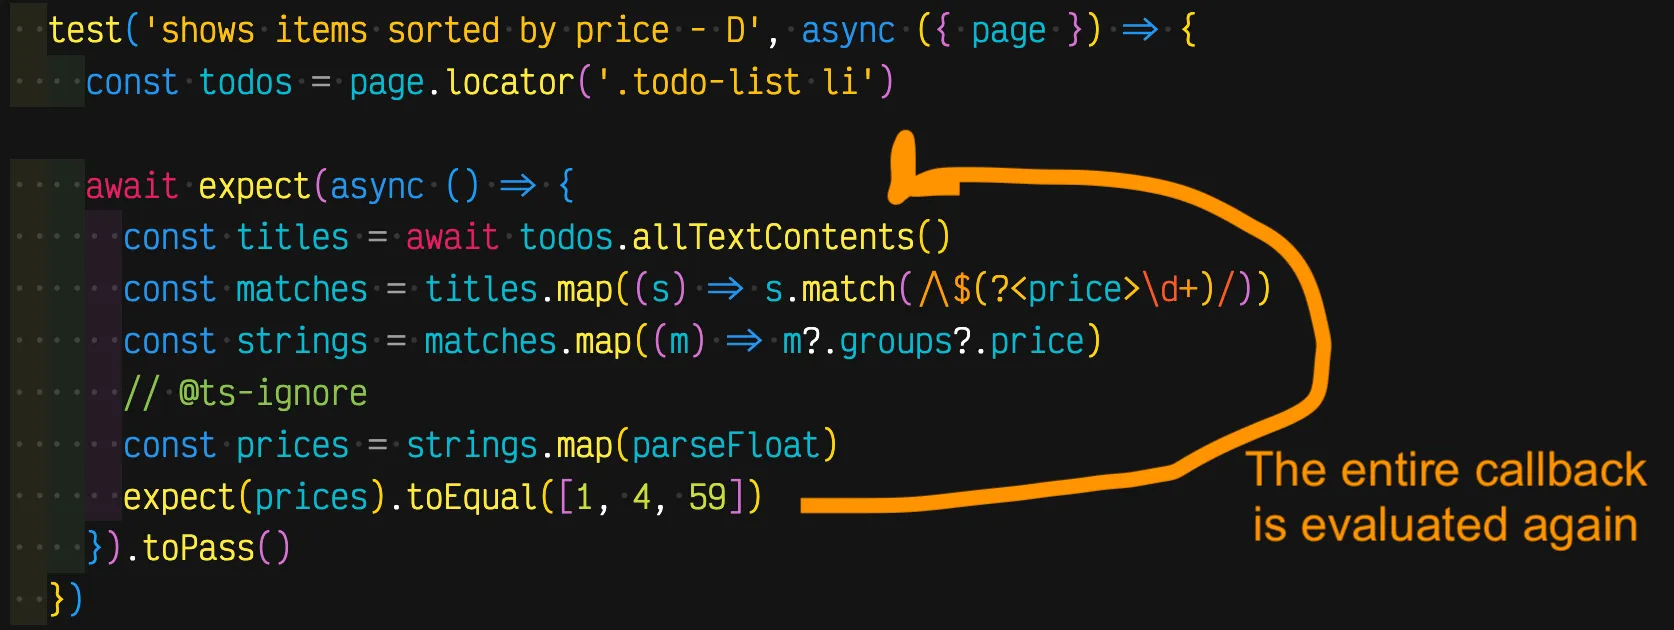 test('shows items sorted by price - D', async ({ page }) => {
const todos = page.locator('.todo-list li')
await expect(async () => {
const titles = await todos.allTextContents()
const matches = titles.map((s) => s.match(/\$(?<price>\d+)/))
const strings = matches.map((m) => m?.groups?.price)
// @ts-ignore
const prices = strings.map(parseFloat)
expect(prices).toEqual([1, 4, 59])
}).toPass()
})
The entire callback
is evaluated again